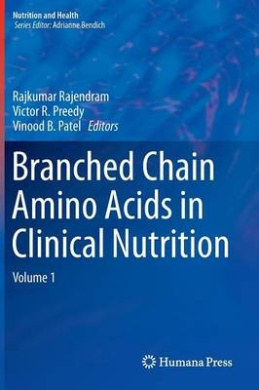 Nutrition and Health
Series Editor: Adrianne Bendich
Rajkumar Rajendram
Victor R. Preedy
Vinood B. Patel Editors
Branched Chain
Amino Acids in
Clinical Nutrition
Volume 1
Humana Press